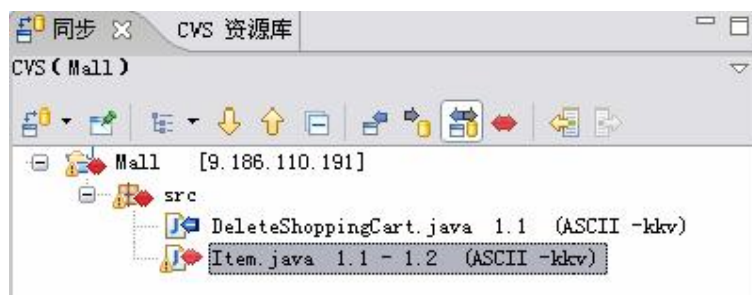 同步 CVS 资源库
CVS(Mall)
Mall [9.186.110.191]
src
DeleteShoppingCart.java 1.1 (ASCII -kkv)
Item.java 1.1 - 1.2 (ASCII -kkv)